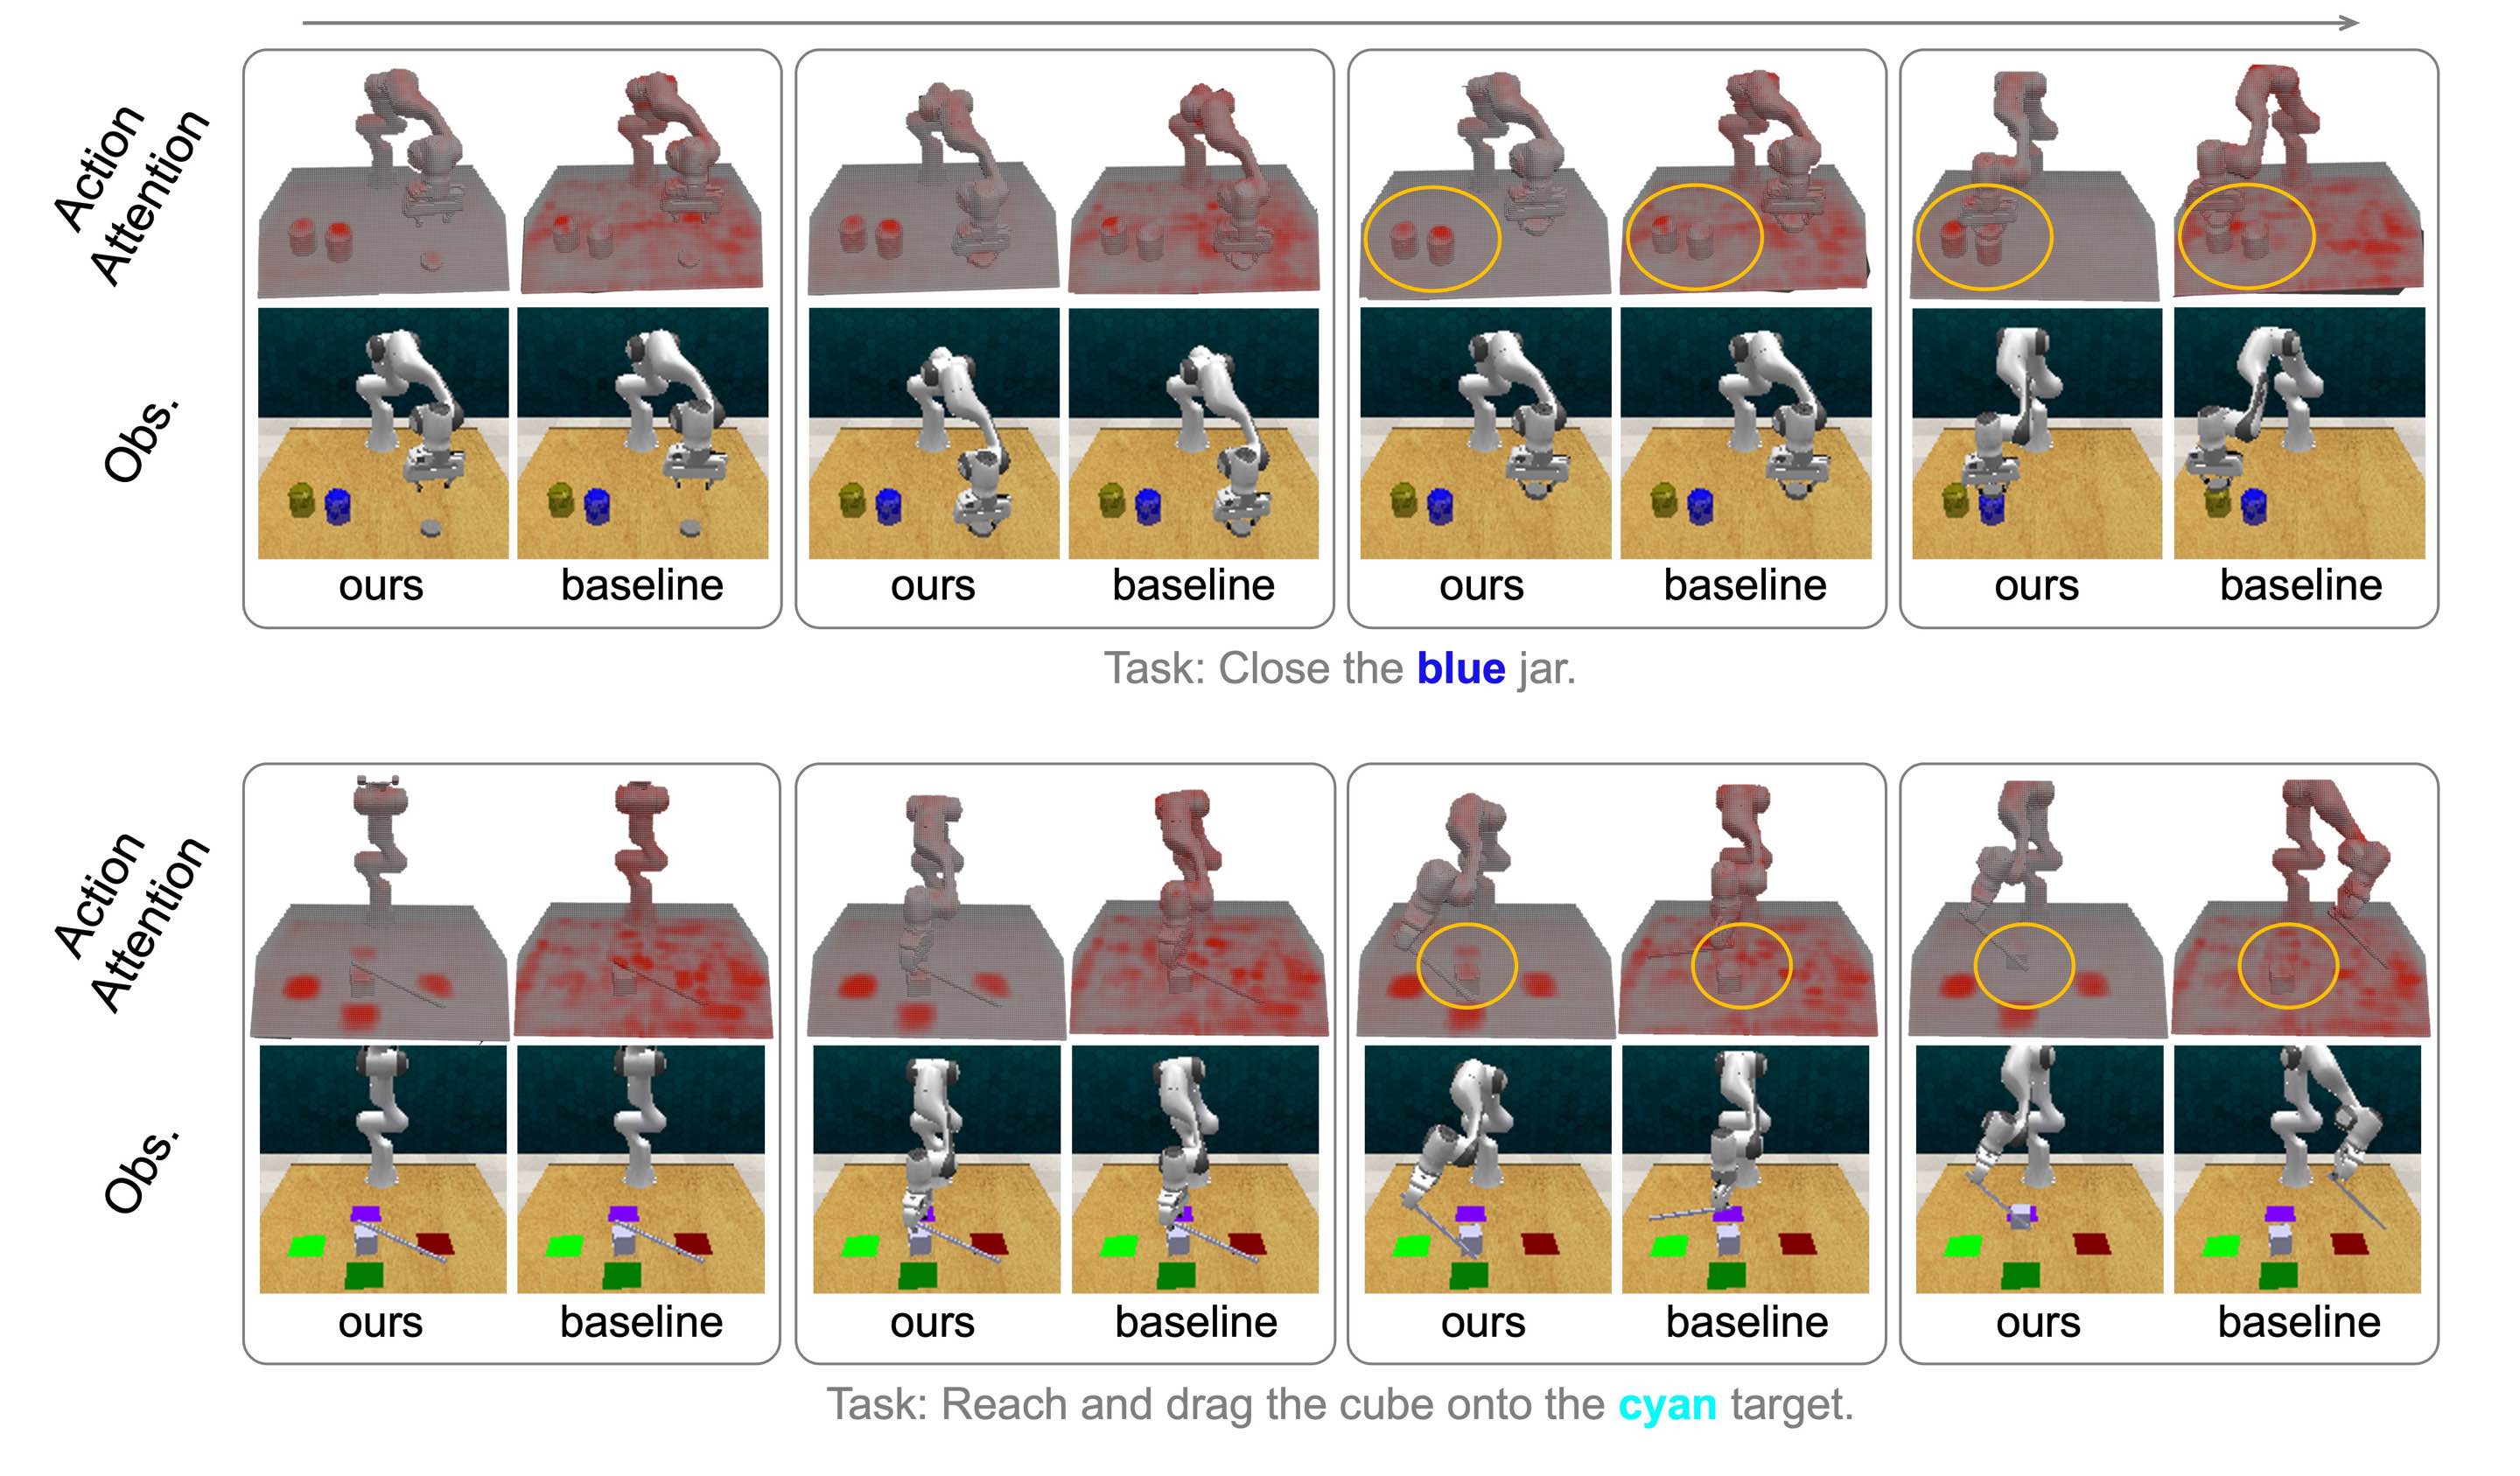 Action
Attention
Obs.
ours baseline ours baseline ours baseline ours baseline
Task: Close the blue jar.
Action
Attention
Obs.
ours baseline ours baseline ours baseline ours baseline
Task: Reach and drag the cube onto the cyan target.